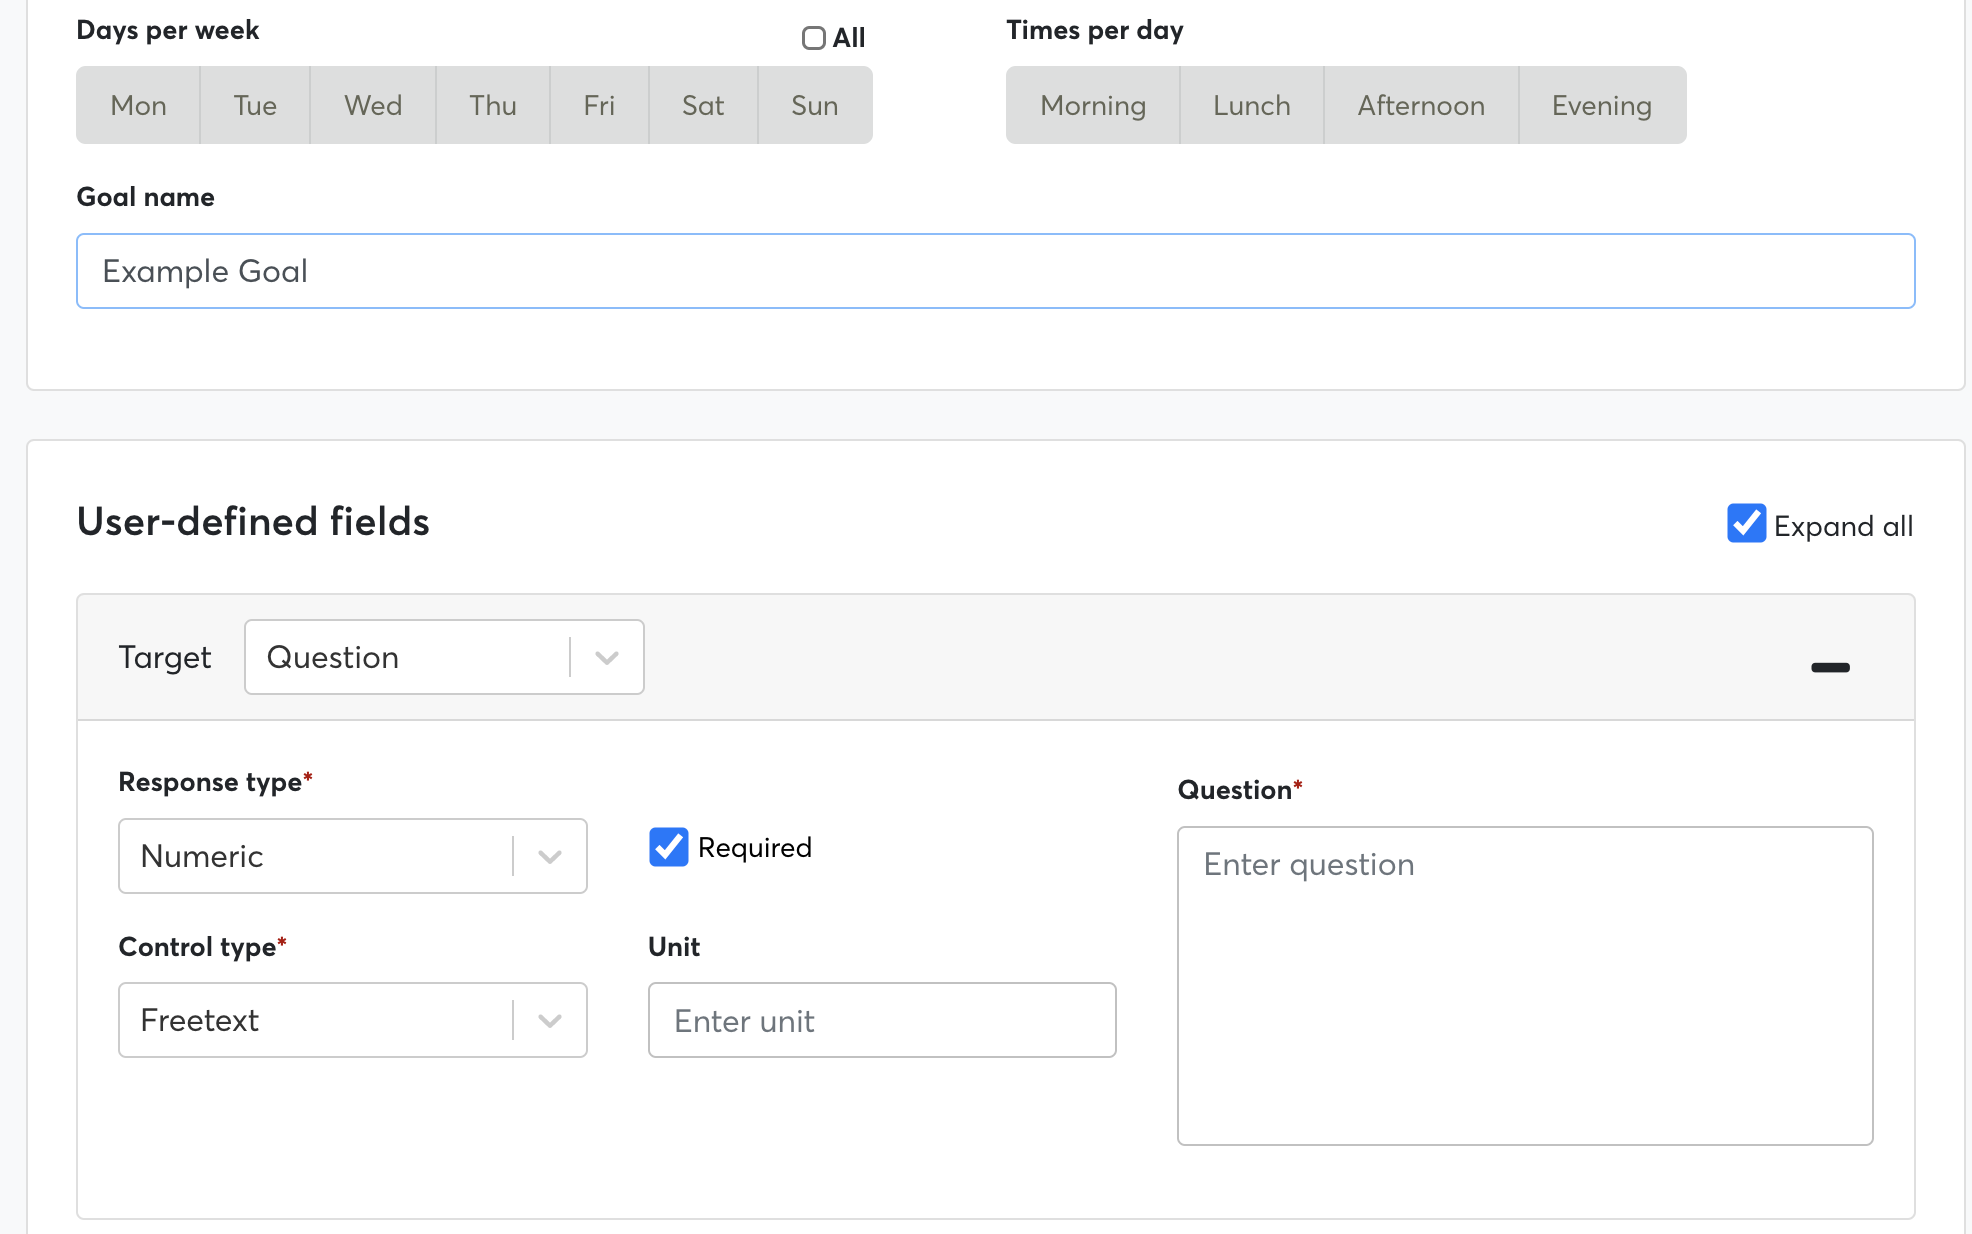 Days per week
All
Times per day
Mon Tue Wed Thu Fri Sat Sun
Morning Lunch Afternoon Evening
Goal name
Example Goal
User-defined fields
Expand all
Target Question
Response type*
Numeric
Required
Control type*
Freetext
Unit
Enter unit
Question*
Enter question